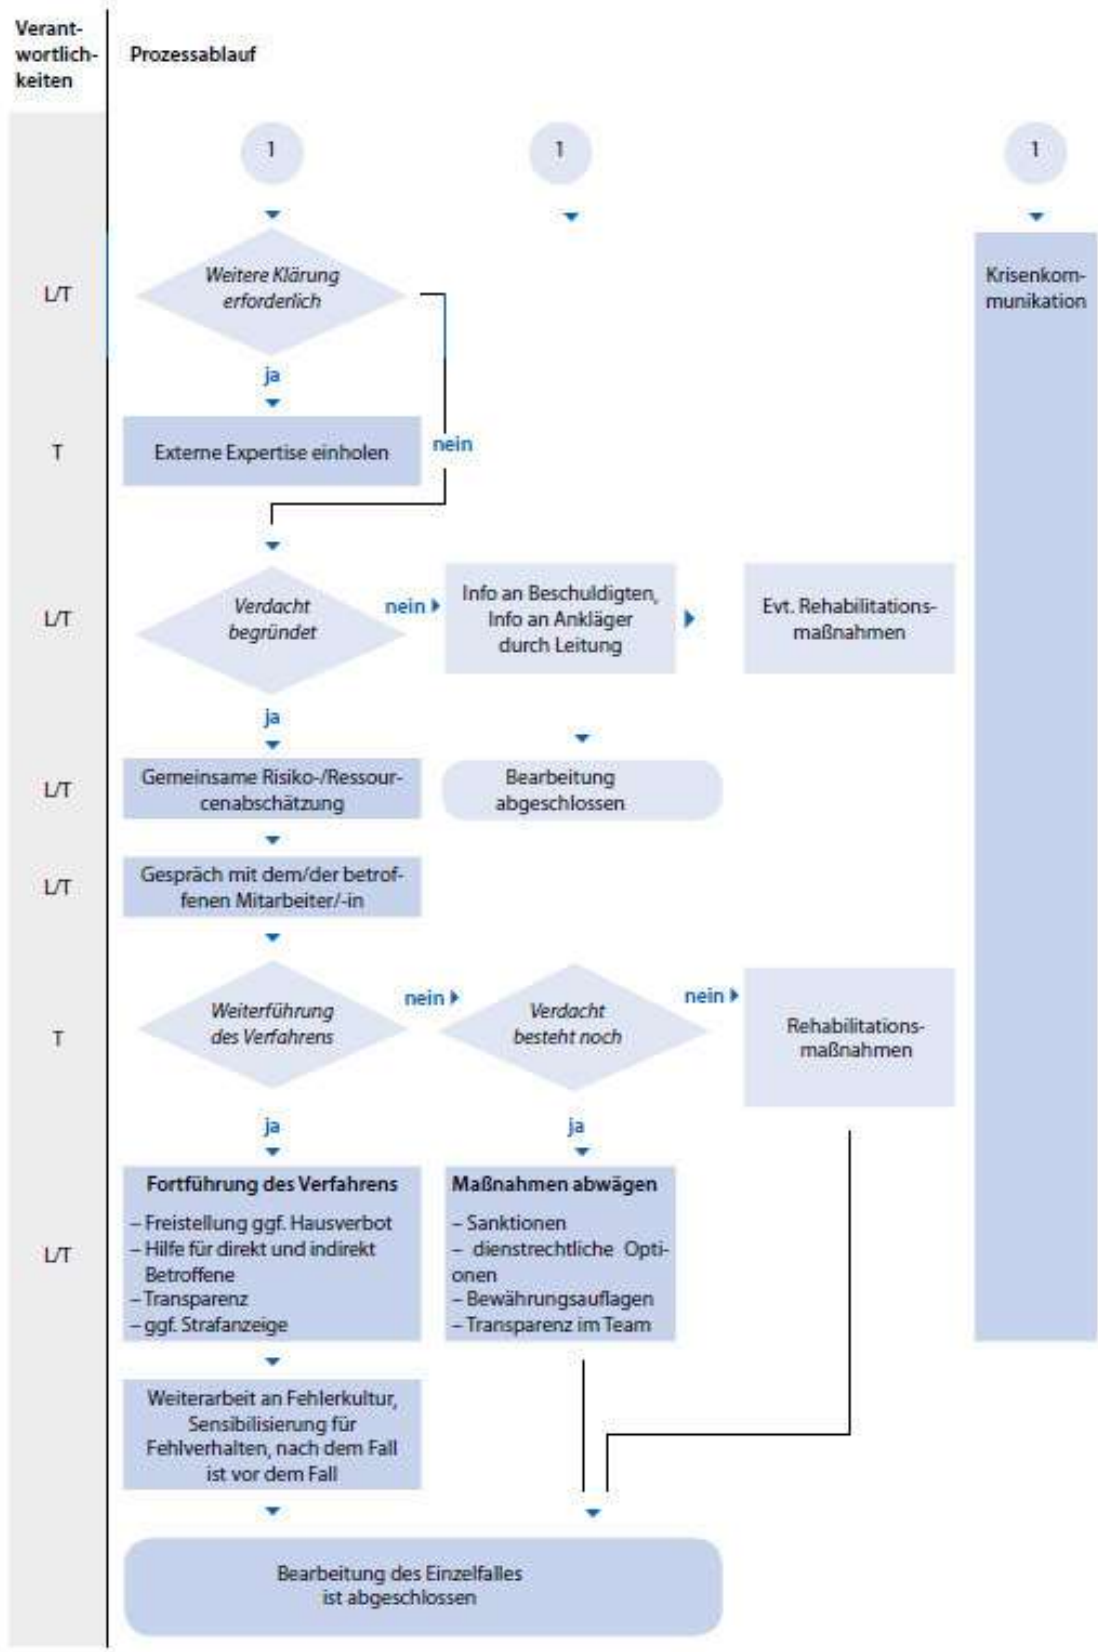 Verant-
wortlich-
keiten
Prozessablauf
1
1
1
L/T
Weitere Klärung
erforderlich
Krisenkom-
munikation
ja
T
Externe Expertise einholen
nein
L/T
Verdacht
begründet
nein
Info an Beschuldigten,
Info an Ankläger
durch Leitung
Evt. Rehabilitations-
maßnahmen
ja
L/T
Gemeinsame Risiko-/Ressour-
cenabschätzung
Bearbeitung
abgeschlossen
L/T
Gespräch mit dem/der betrof-
fenen Mitarbeiter/-in
T
Weiterführung
des Verfahrens
nein
Verdacht
besteht noch
nein
Rehabilitations-
maßnahmen
ja
ja
L/T
Fortführung des Verfahrens
– Freistellung ggf. Hausverbot
– Hilfe für direkt und indirekt
Betroffene
– Transparenz
– ggf. Strafanzeige
Maßnahmen abwägen
– Sanktionen
– dienstrechtliche Opti-
onen
– Bewährungsauflagen
– Transparenz im Team
Weiterarbeit an Fehlerkultur,
Sensibilisierung für
Fehlverhalten, nach dem Fall
ist vor dem Fall
Bearbeitung des Einzelfalles
ist abgeschlossen